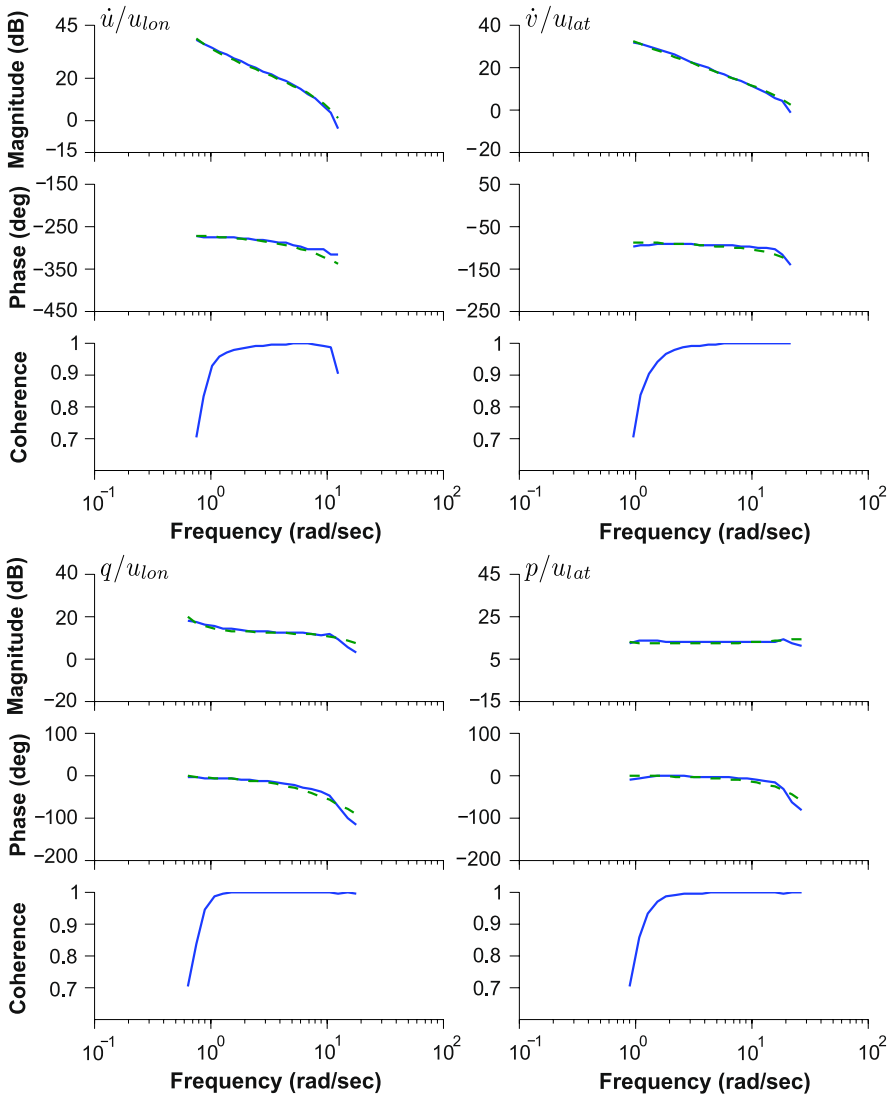 u̇/u_lon
Magnitude (dB)
45
20
0
−15
Phase (deg)
−150
−250
−350
−450
Coherence
1
0.9
0.8
0.7
10^−1 10^0 10^1 10^2
Frequency (rad/sec)
v̇/u_lat
40
20
0
−20
50
−50
−150
−250
1
0.9
0.8
0.7
10^−1 10^0 10^1 10^2
Frequency (rad/sec)
q/u_lon
Magnitude (dB)
40
20
0
−20
Phase (deg)
100
0
−100
−200
Coherence
1
0.9
0.8
0.7
10^−1 10^0 10^1 10^2
Frequency (rad/sec)
p/u_lat
45
25
5
−15
100
0
−100
−200
1
0.9
0.8
0.7
10^−1 10^0 10^1 10^2
Frequency (rad/sec)